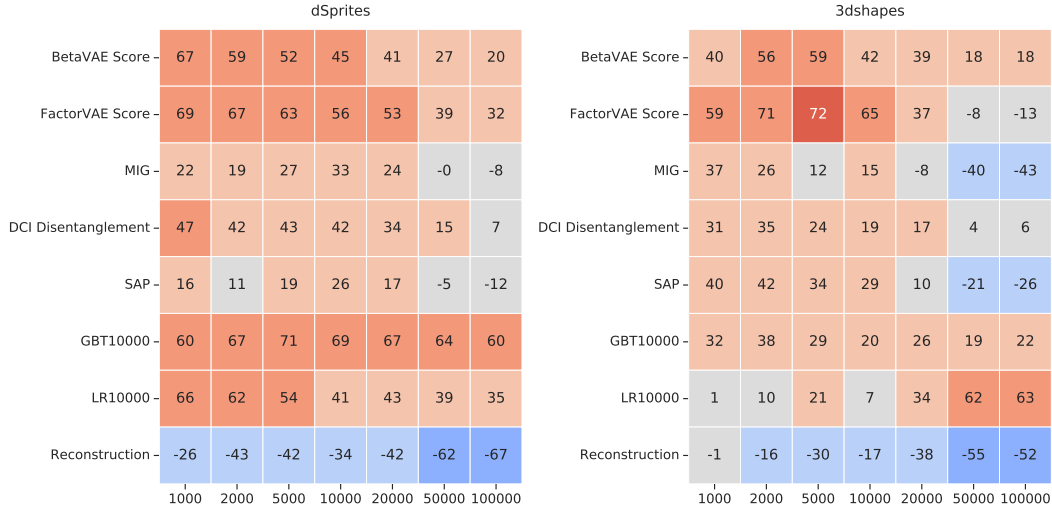 dSprites
BetaVAE Score 67 59 52 45 41 27 20
FactorVAE Score 69 67 63 56 53 39 32
MIG 22 19 27 33 24 -0 -8
DCI Disentanglement 47 42 43 42 34 15 7
SAP 16 11 19 26 17 -5 -12
GBT10000 60 67 71 69 67 64 60
LR10000 66 62 54 41 43 39 35
Reconstruction -26 -43 -42 -34 -42 -62 -67
1000 2000 5000 10000 20000 50000 100000
3dshapes
BetaVAE Score 40 56 59 42 39 18 18
FactorVAE Score 59 71 72 65 37 -8 -13
MIG 37 26 12 15 -8 -40 -43
DCI Disentanglement 31 35 24 19 17 4 6
SAP 40 42 34 29 10 -21 -26
GBT10000 32 38 29 20 26 19 22
LR10000 1 10 21 7 34 62 63
Reconstruction -1 -16 -30 -17 -38 -55 -52
1000 2000 5000 10000 20000 50000 100000